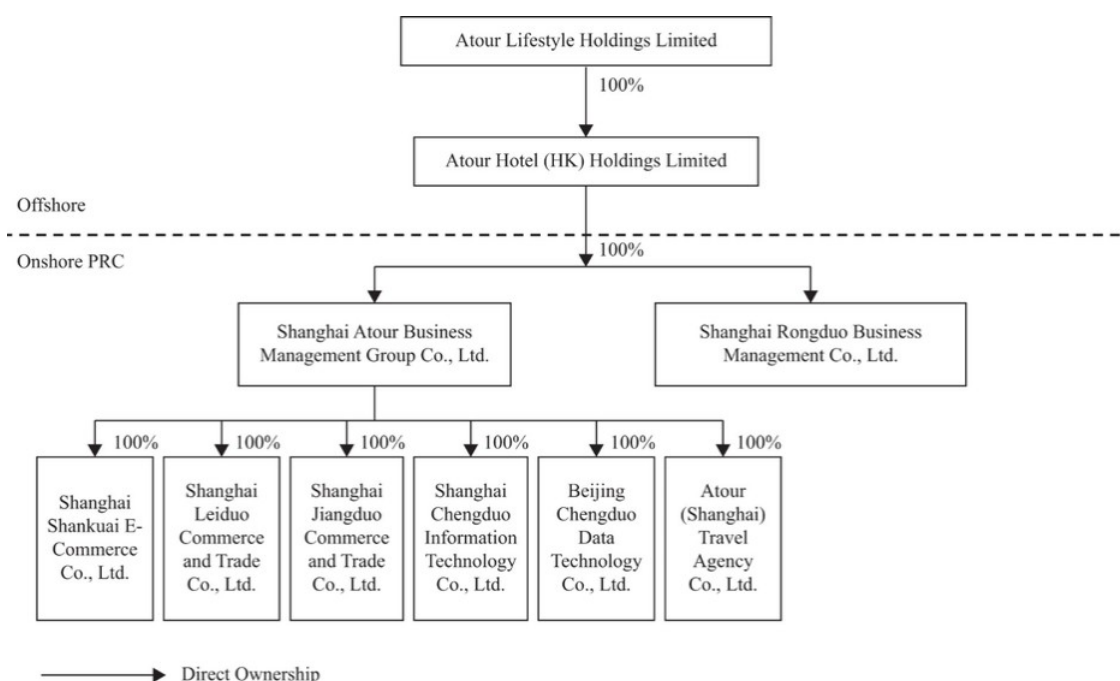 Atour Lifestyle Holdings Limited
100%
Atour Hotel (HK) Holdings Limited
Offshore
Onshore PRC
100%
Shanghai Atour Business
Management Group Co., Ltd.
Shanghai Rongduo Business
Management Co., Ltd.
100%
100%
100%
100%
100%
100%
Shanghai
Shankuai E-
Commerce
Co., Ltd.
Shanghai
Leiduo
Commerce
and Trade
Co., Ltd.
Shanghai
Jiangduo
Commerce
and Trade
Co., Ltd.
Shanghai
Chengduo
Information
Technology
Co., Ltd.
Beijing
Chengduo
Data
Technology
Co., Ltd.
Atour
(Shanghai)
Travel
Agency
Co., Ltd.
Direct Ownership